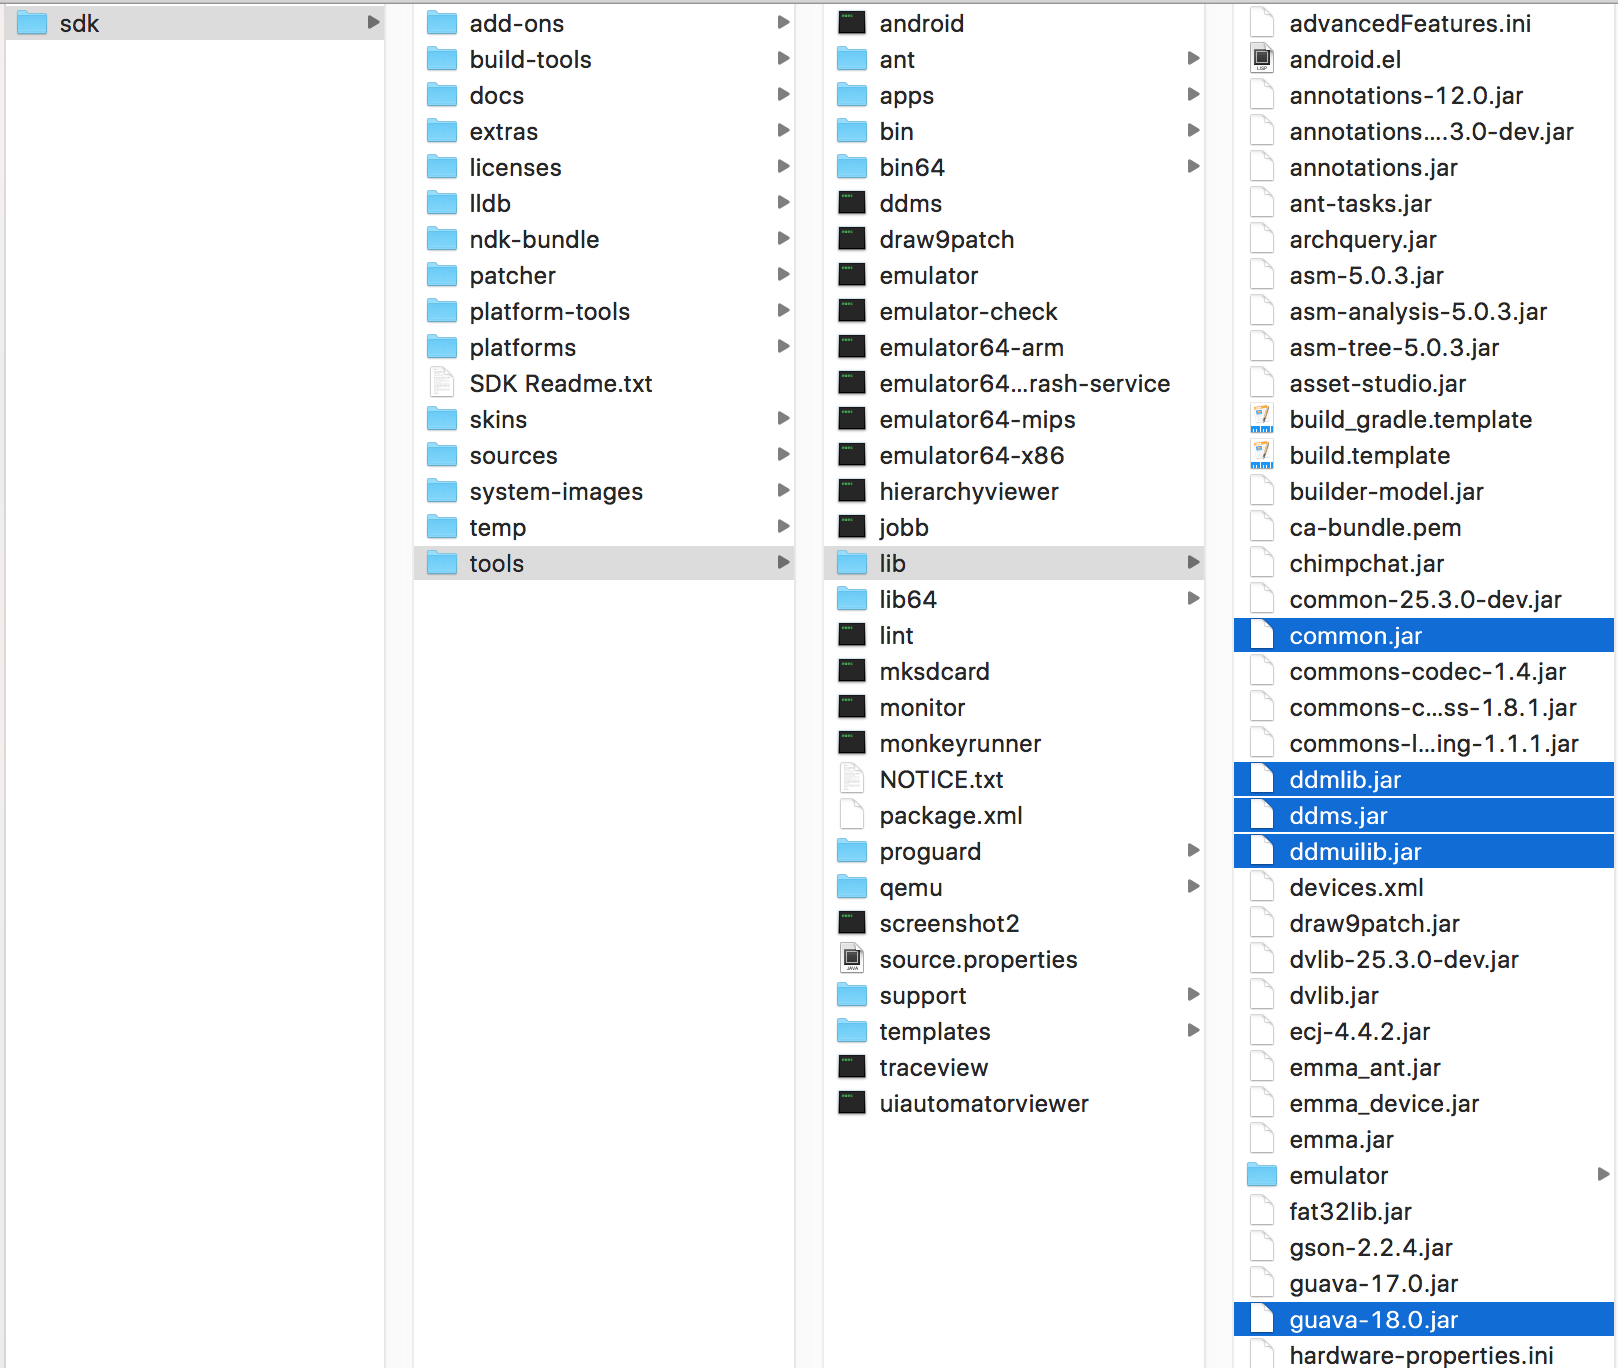 sdk
add-ons
build-tools
docs
extras
licenses
lldb
ndk-bundle
patcher
platform-tools
platforms
SDK Readme.txt
skins
sources
system-images
temp
tools
android
ant
apps
bin
bin64
ddms
draw9patch
emulator
emulator-check
emulator64-arm
emulator64...rash-service
emulator64-mips
emulator64-x86
hierarchyviewer
jobb
lib
lib64
lint
mksdcard
monitor
monkeyrunner
NOTICE.txt
package.xml
proguard
qemu
screenshot2
source.properties
support
templates
traceview
uiautomatorviewer
advancedFeatures.ini
android.el
annotations-12.0.jar
annotations....3.0-dev.jar
annotations.jar
ant-tasks.jar
archquery.jar
asm-5.0.3.jar
asm-analysis-5.0.3.jar
asm-tree-5.0.3.jar
asset-studio.jar
build_gradle.template
build.template
builder-model.jar
ca-bundle.pem
chimpchat.jar
common-25.3.0-dev.jar
common.jar
commons-codec-1.4.jar
commons-c...ss-1.8.1.jar
commons-l...ing-1.1.1.jar
ddmlib.jar
ddms.jar
ddmuilib.jar
devices.xml
draw9patch.jar
dvlib-25.3.0-dev.jar
dvlib.jar
ecj-4.4.2.jar
emma_ant.jar
emma_device.jar
emma.jar
emulator
fat32lib.jar
gson-2.2.4.jar
guava-17.0.jar
guava-18.0.jar
hardware-properties.ini